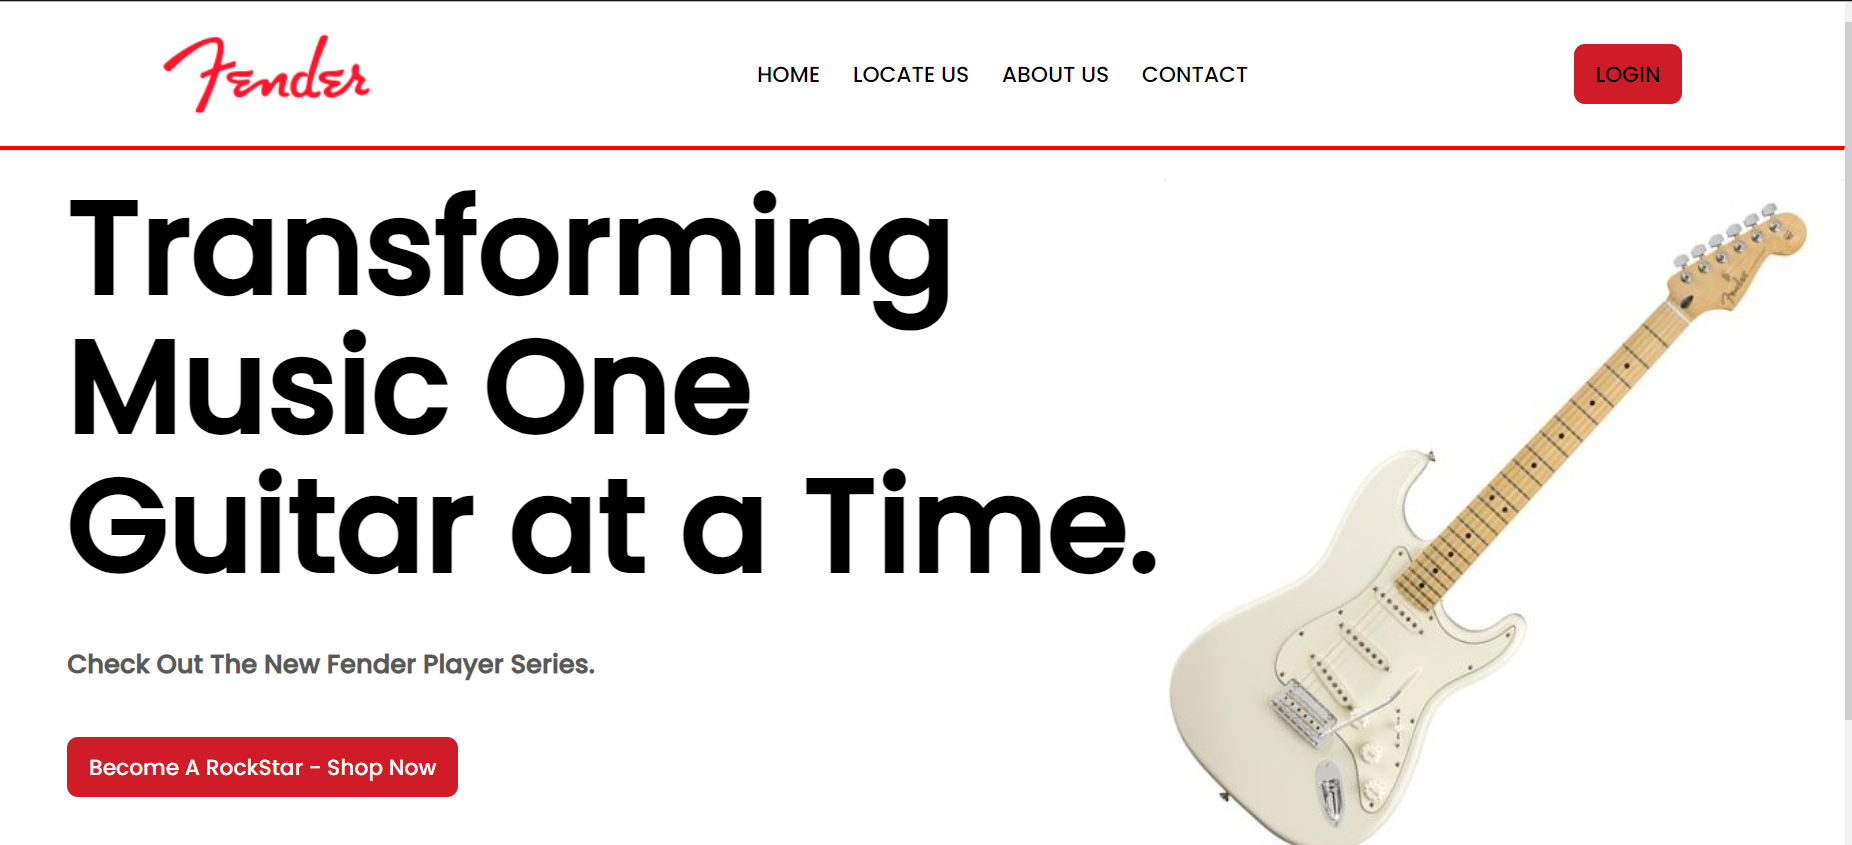 Fender
HOME LOCATE US ABOUT US CONTACT
LOGIN
Transforming
Music One
Guitar at a Time.
Fender
Check Out The New Fender Player Series.
Become A RockStar - Shop Now